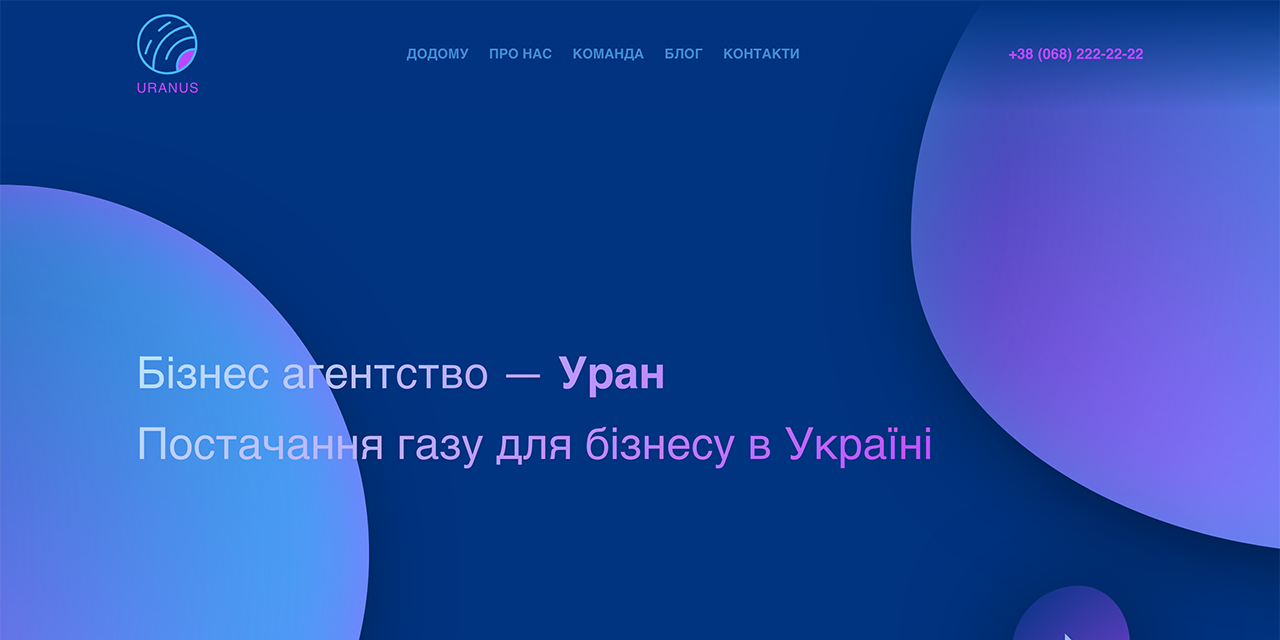 ДОДОМУ ПРО НАС КОМАНДА БЛОГ КОНТАКТИ +38 (068) 222-22-22
URANUS
Бізнес агентство — Уран
Постачання газу для бізнесу в Україні